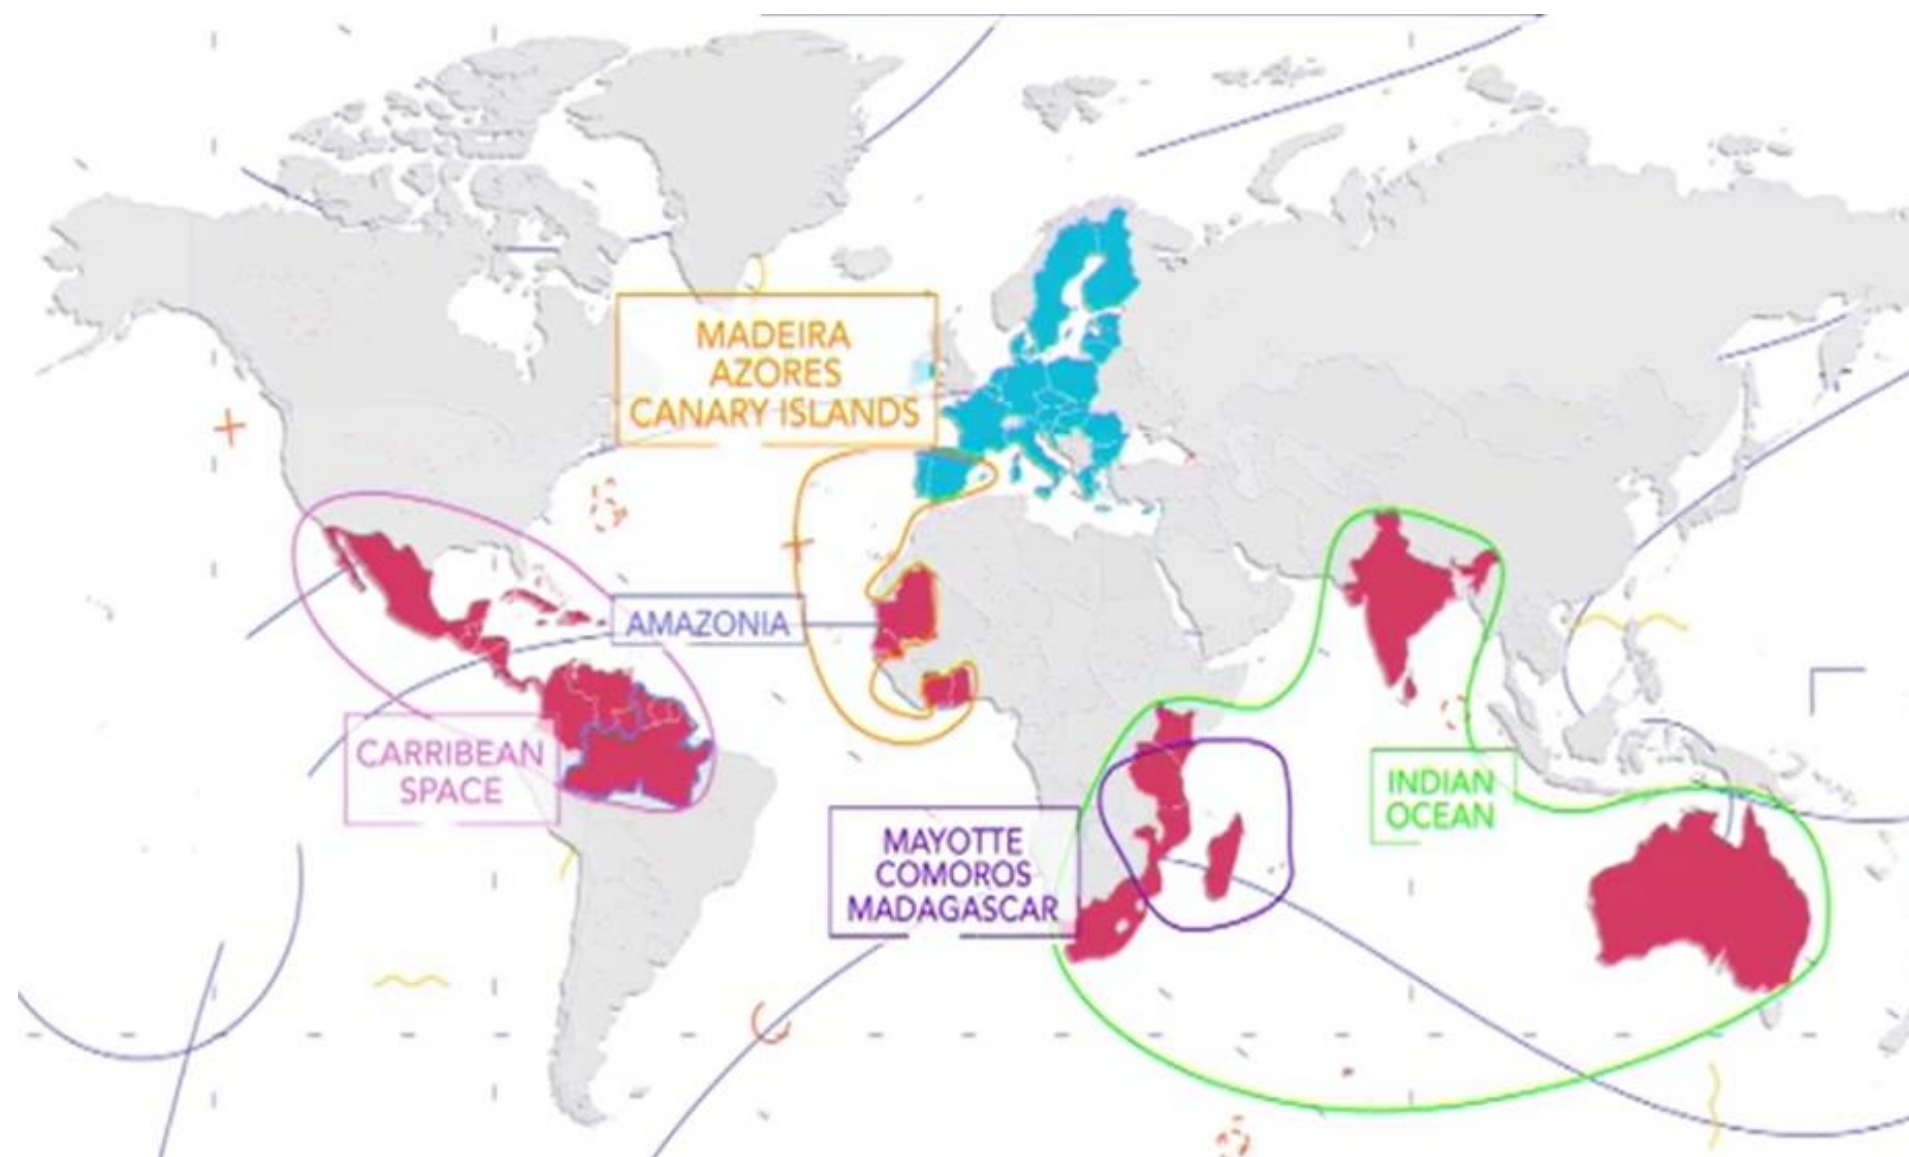 MADEIRA
AZORES
CANARY ISLANDS
AMAZONIA
CARRIBEAN
SPACE
MAYOTTE
COMOROS
MADAGASCAR
INDIAN
OCEAN